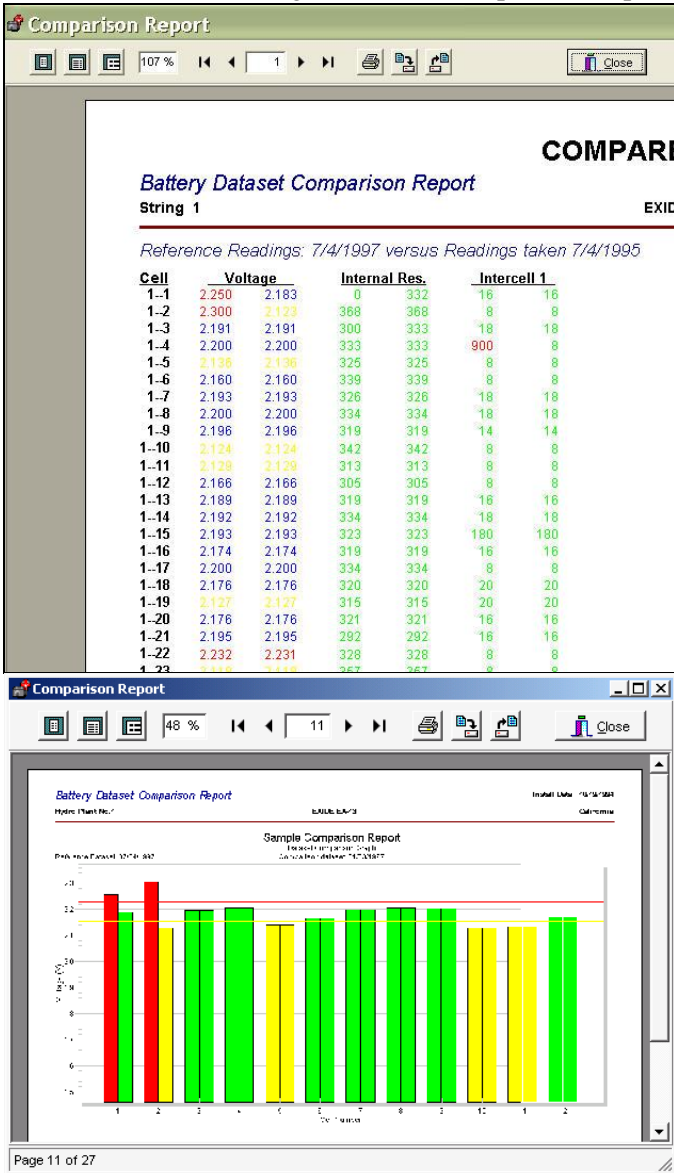 Comparison Report
107 % 1 Close
COMPARE
Battery Dataset Comparison Report
String 1 EXID
Reference Readings: 7/4/1997 versus Readings taken 7/4/1995
Cell Voltage Internal Res. Intercell 1
1--1 2.250 2.183 0 332 16 16
1--2 2.300 2.123 368 368 8 8
1--3 2.191 2.191 300 333 18 18
1--4 2.200 2.200 333 333 900 8
1--5 2.136 2.136 325 325 8 8
1--6 2.160 2.160 339 339 8 8
1--7 2.193 2.193 326 326 18 18
1--8 2.200 2.200 334 334 18 18
1--9 2.196 2.196 319 319 14 14
1--10 2.124 2.124 342 342 8 8
1--11 2.129 2.129 313 313 8 8
1--12 2.166 2.166 305 305 8 8
1--13 2.189 2.189 319 319 16 16
1--14 2.192 2.192 334 334 18 18
1--15 2.193 2.193 323 323 180 180
1--16 2.174 2.174 319 319 16 16
1--17 2.200 2.200 334 334 8 8
1--18 2.176 2.176 320 320 20 20
1--19 2.127 2.127 315 315 20 20
1--20 2.176 2.176 321 321 16 16
1--21 2.195 2.195 292 292 16 16
1--22 2.232 2.231 328 328 8 8
1--23
Comparison Report
48 % 11 Close
Battery Dataset Comparison Report Install Date
Hydro Plant No.1 EXIDE California
Sample Comparison Report
Dataset Comparison Graph
Page 11 of 27